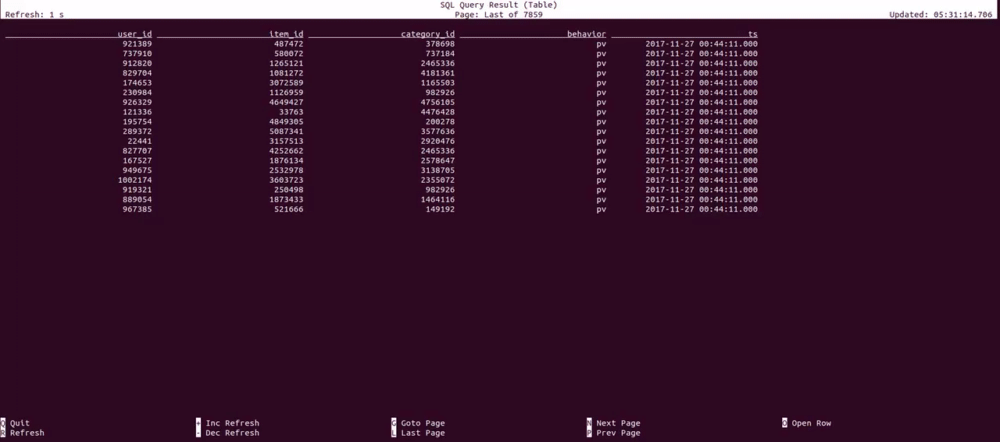 SQL Query Result (Table)
Refresh: 1 s Page: Last of 7859 Updated: 05:31:14.706
user_id item_id category_id behavior ts
921389 487472 378698 pv 2017-11-27 00:44:11.000
737910 580072 737184 pv 2017-11-27 00:44:11.000
912820 1265121 2465336 pv 2017-11-27 00:44:11.000
829704 1081272 4181361 pv 2017-11-27 00:44:11.000
174653 3072589 1165503 pv 2017-11-27 00:44:11.000
230984 1126959 982926 pv 2017-11-27 00:44:11.000
926329 4649427 4756105 pv 2017-11-27 00:44:11.000
121336 33763 4476428 pv 2017-11-27 00:44:11.000
195754 4849305 200278 pv 2017-11-27 00:44:11.000
289372 5087341 3577636 pv 2017-11-27 00:44:11.000
22441 3157513 2920476 pv 2017-11-27 00:44:11.000
827707 4252662 2465336 pv 2017-11-27 00:44:11.000
167527 1876134 2578647 pv 2017-11-27 00:44:11.000
949675 2532978 3138705 pv 2017-11-27 00:44:11.000
1002174 3603723 2355072 pv 2017-11-27 00:44:11.000
919321 250498 982926 pv 2017-11-27 00:44:11.000
889054 1873433 1464116 pv 2017-11-27 00:44:11.000
967385 521666 149192 pv 2017-11-27 00:44:11.000
Q Quit + Inc Refresh G Goto Page N Next Page O Open Row
R Refresh - Dec Refresh L Last Page P Prev Page